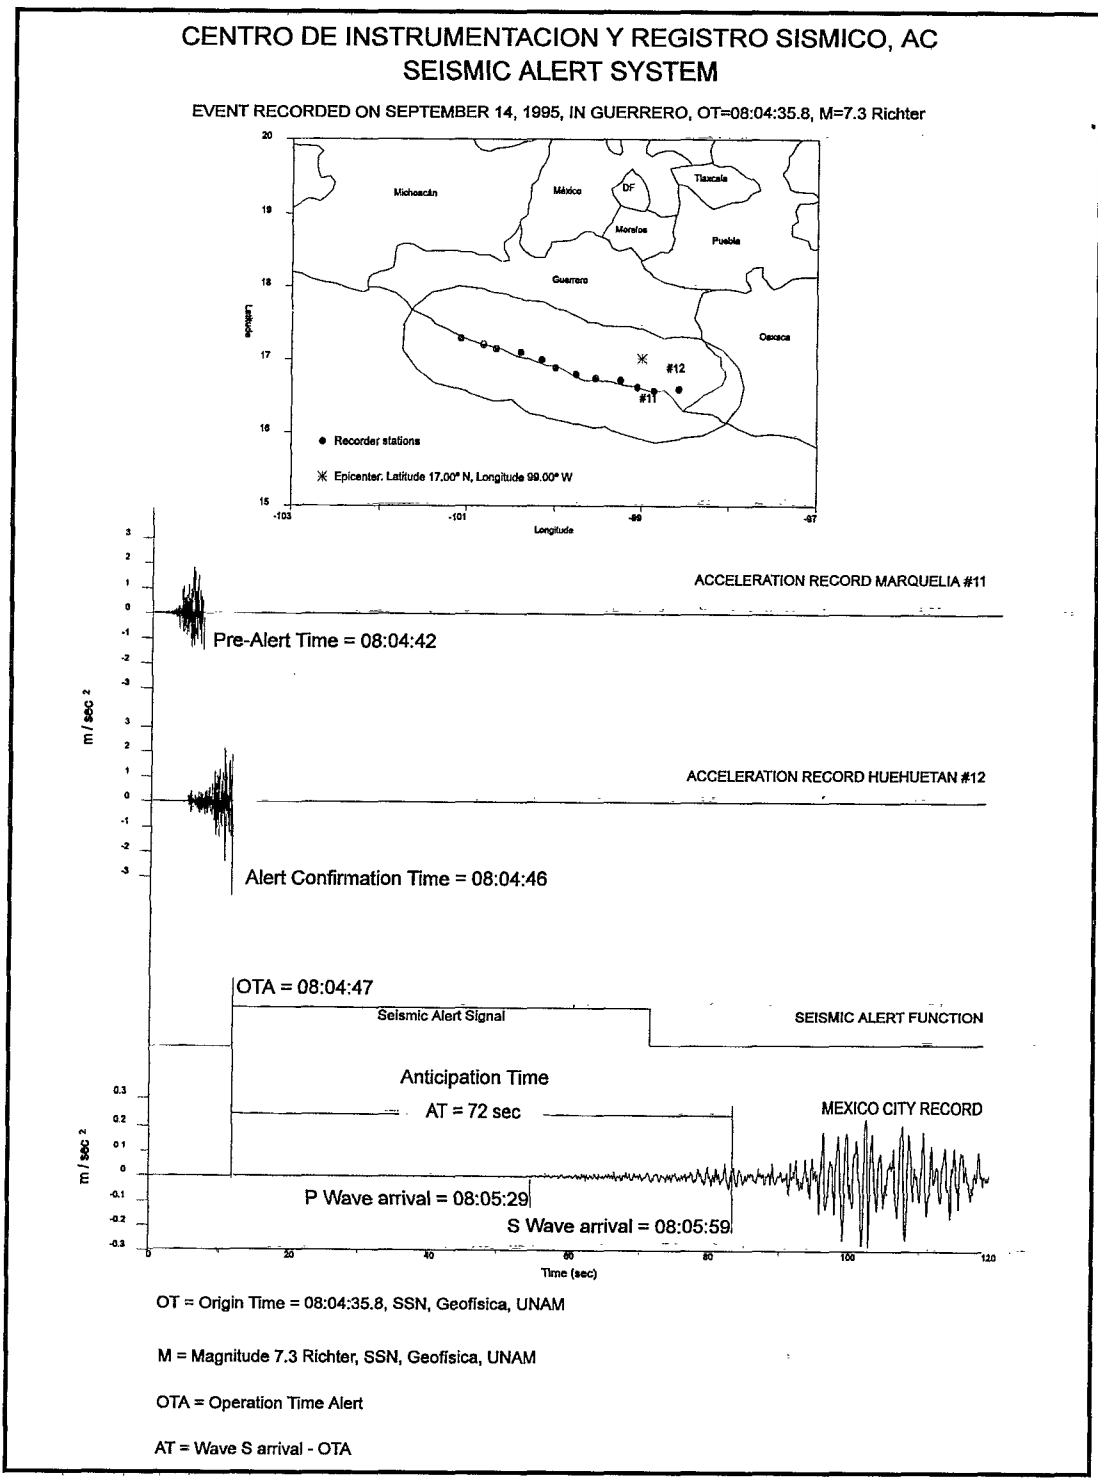 CENTRO DE INSTRUMENTACION Y REGISTRO SISMICO, AC
SEISMIC ALERT SYSTEM
EVENT RECORDED ON SEPTEMBER 14, 1995, IN GUERRERO, OT=08:04:35.8, M=7.3 Richter
20
19
18
17
16
15
Latitude
Michoacán
México
DF
Tlaxcala
Morelos
Puebla
Guerrero
Oaxaca
#12
#11
Recorder stations
Epicenter. Latitude 17.00° N, Longitude 99.00° W
-103
-101
-99
-97
Longitude
3
2
1
0
-1
-2
-3
ACCELERATION RECORD MARQUELIA #11
Pre-Alert Time = 08:04:42
m / sec ²
3
2
1
0
-1
-2
-3
ACCELERATION RECORD HUEHUETAN #12
Alert Confirmation Time = 08:04:46
OTA = 08:04:47
Seismic Alert Signal
SEISMIC ALERT FUNCTION
Anticipation Time
AT = 72 sec
MEXICO CITY RECORD
m / sec ²
0.3
0.2
0.1
0
-0.1
-0.2
-0.3
P Wave arrival = 08:05:29
S Wave arrival = 08:05:59
0
20
40
60
80
100
120
Time (sec)
OT = Origin Time = 08:04:35.8, SSN, Geofísica, UNAM
M = Magnitude 7.3 Richter, SSN, Geofísica, UNAM
OTA = Operation Time Alert
AT = Wave S arrival - OTA